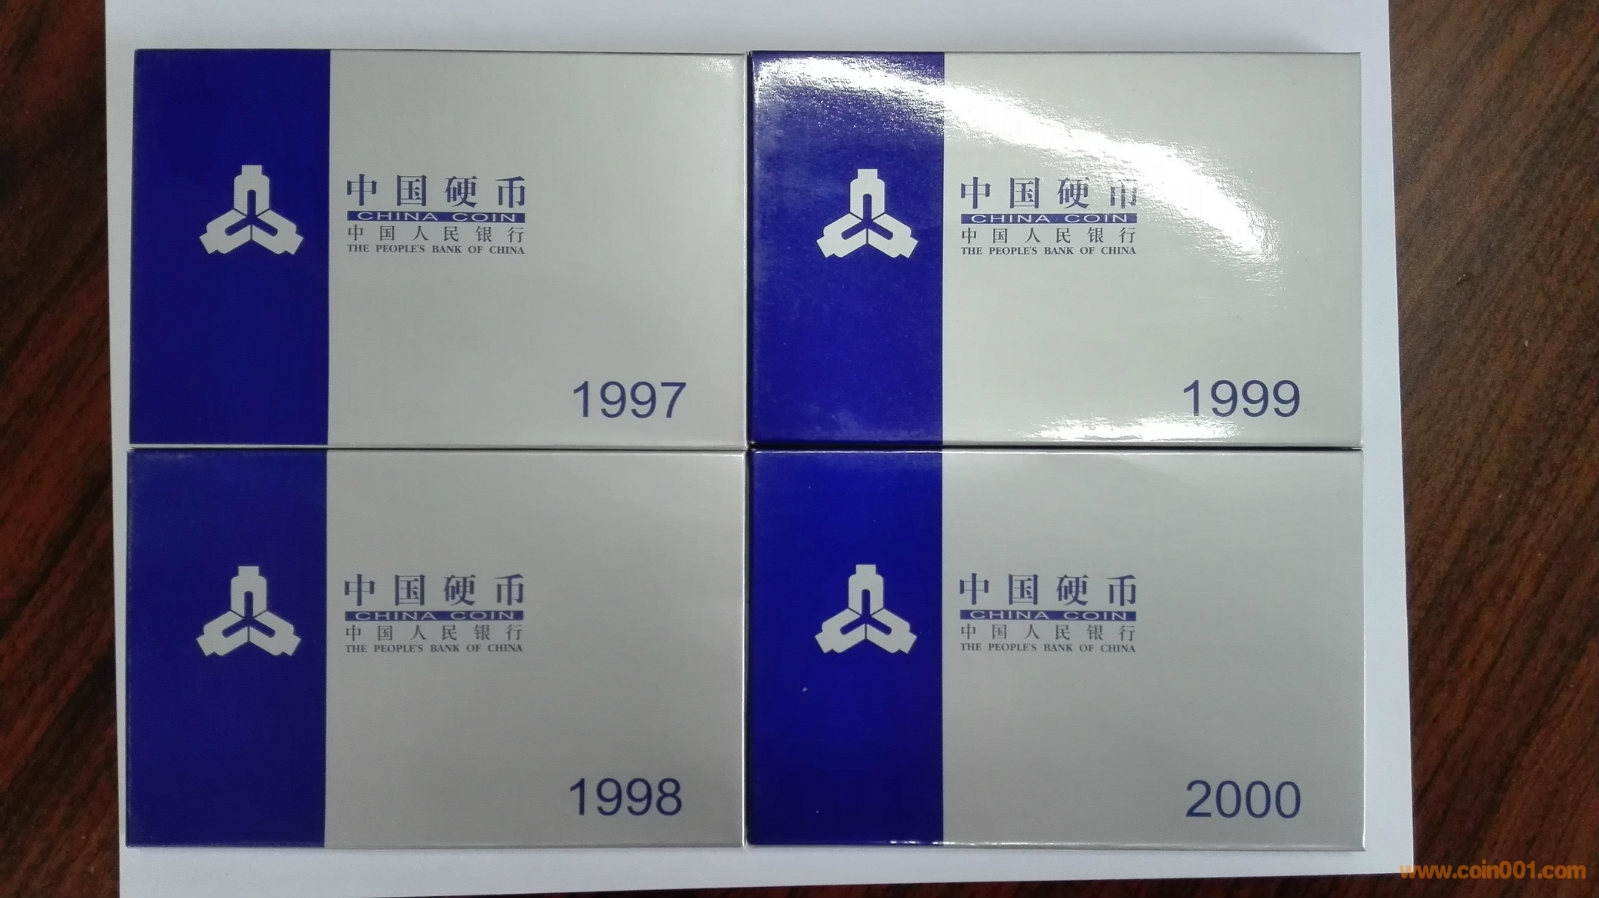 中国硬币
CHINA COIN
中国人民银行
THE PEOPLE'S BANK OF CHINA
1997
中国硬币
CHINA COIN
中国人民银行
THE PEOPLE'S BANK OF CHINA
1999
中国硬币
CHINA COIN
中国人民银行
THE PEOPLE'S BANK OF CHINA
1998
中国硬币
CHINA COIN
中国人民银行
THE PEOPLE'S BANK OF CHINA
2000
www.coin001.com